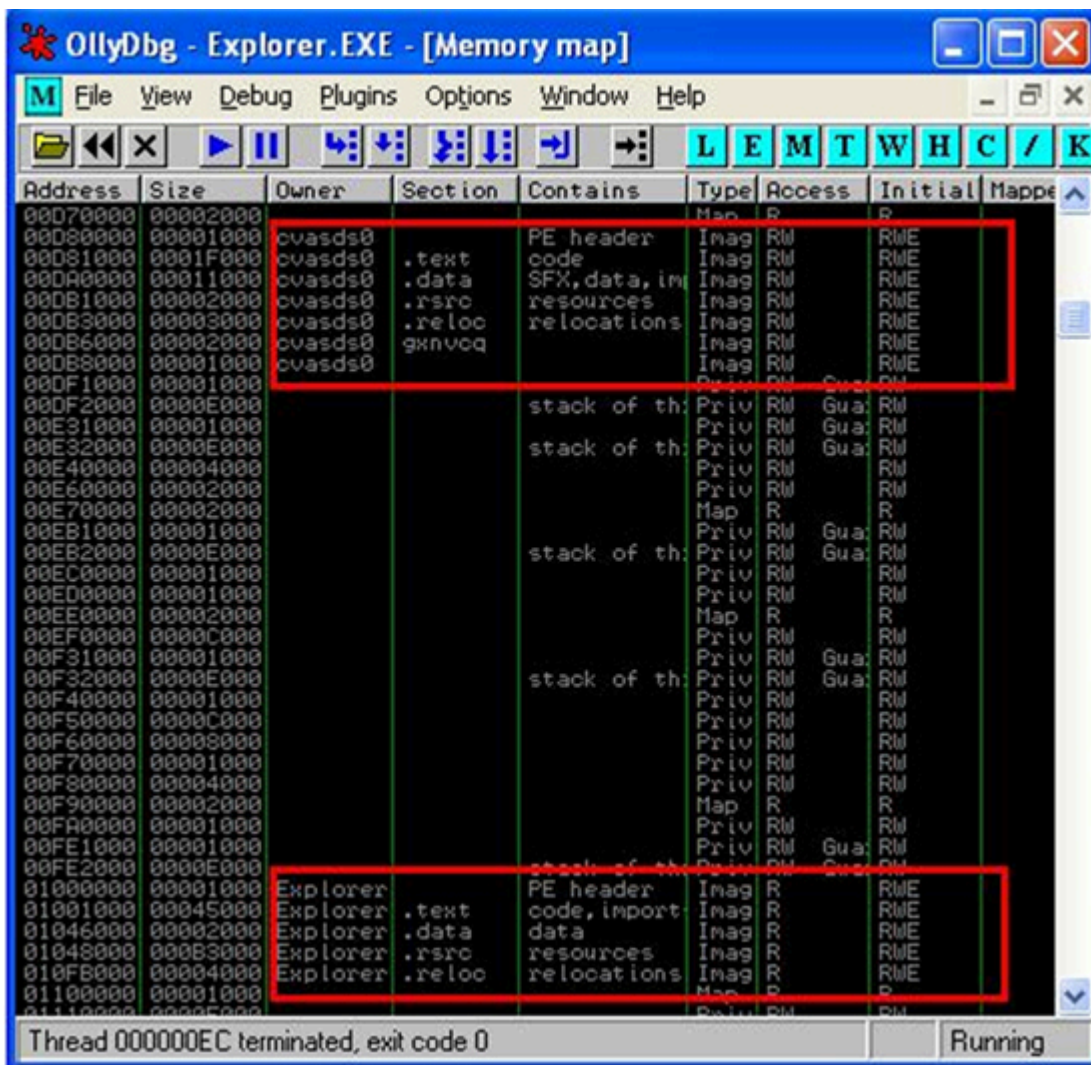 OllyDbg - Explorer.EXE - [Memory map]
M File View Debug Plugins Options Window Help
L E M T W H C / K
Address Size Owner Section Contains Type Access Initial Mappe
00D70000 00002000 Map R R
00D80000 00001000 cvasds0 PE header Imag RW RWE
00D81000 0001F000 cvasds0 .text code Imag RW RWE
00DA0000 00011000 cvasds0 .data SFX,data,im Imag RW RWE
00DB1000 00002000 cvasds0 .rsrc resources Imag RW RWE
00DB3000 00003000 cvasds0 .reloc relocations Imag RW RWE
00DB6000 00002000 cvasds0 gxnvcq Imag RW RWE
00DB8000 00001000 cvasds0 Imag RW RWE
00DF1000 00001000 Priv RW Gua RW
00DF2000 0000E000 stack of th Priv RW Gua RW
00E31000 00001000 Priv RW Gua RW
00E32000 0000E000 stack of th Priv RW Gua RW
00E40000 00004000 Priv RW RW
00E60000 00002000 Priv RW RW
00E70000 00002000 Map R R
00EB1000 00001000 Priv RW Gua RW
00EB2000 0000E000 stack of th Priv RW Gua RW
00EC0000 00001000 Priv RW RW
00ED0000 00001000 Priv RW RW
00EE0000 00002000 Map R R
00EF0000 0000C000 Priv RW RW
00F31000 00001000 Priv RW Gua RW
00F32000 0000E000 stack of th Priv RW Gua RW
00F40000 00001000 Priv RW RW
00F50000 0000C000 Priv RW RW
00F60000 00008000 Priv RW RW
00F70000 00001000 Priv RW RW
00F80000 00004000 Priv RW RW
00F90000 00002000 Map R R
00FA0000 00001000 Priv RW RW
00FE1000 00001000 Priv RW Gua RW
00FE2000 0000E000 stack of th Priv RW Gua RW
01000000 00001000 Explorer PE header Imag R RWE
01001000 00045000 Explorer .text code,import Imag R RWE
01046000 00002000 Explorer .data data Imag R RWE
01048000 000B3000 Explorer .rsrc resources Imag R RWE
010FB000 00004000 Explorer .reloc relocations Imag R RWE
01100000 00001000 Map R R
Thread 000000EC terminated, exit code 0 Running